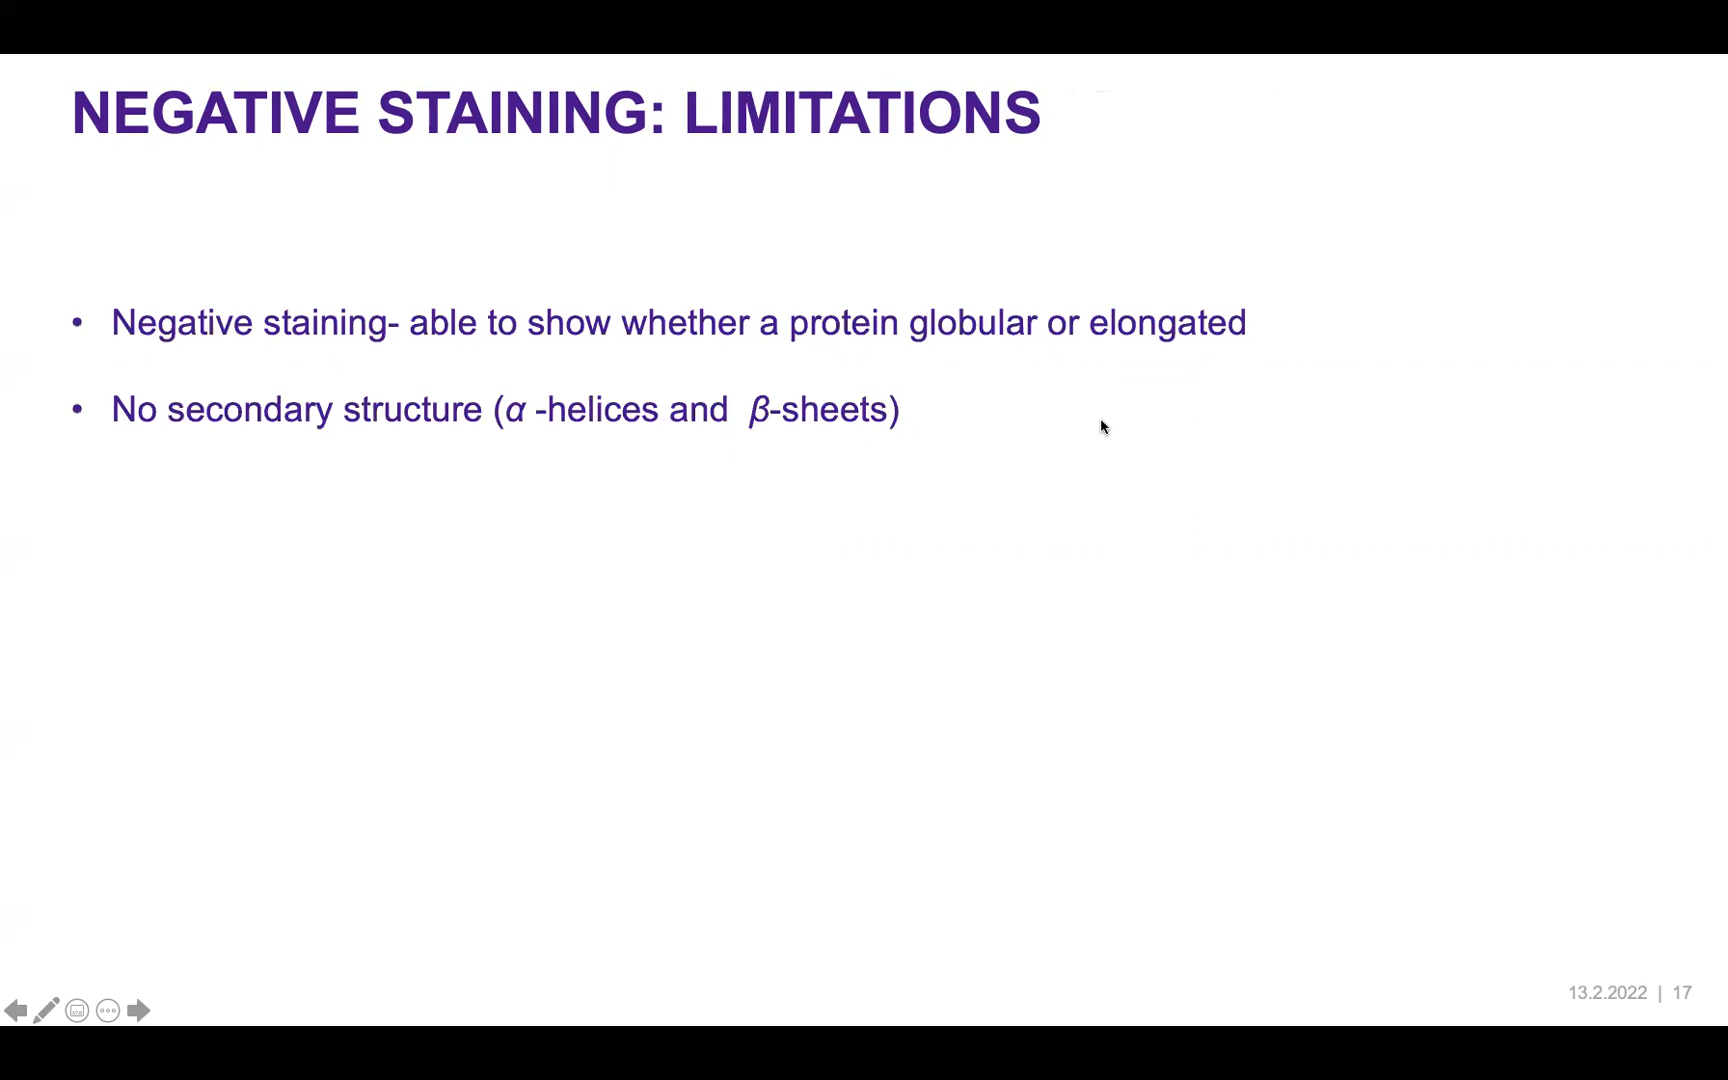 NEGATIVE STAINING: LIMITATIONS
• Negative staining- able to show whether a protein globular or elongated
• No secondary structure (α -helices and β-sheets)
13.2.2022 | 17